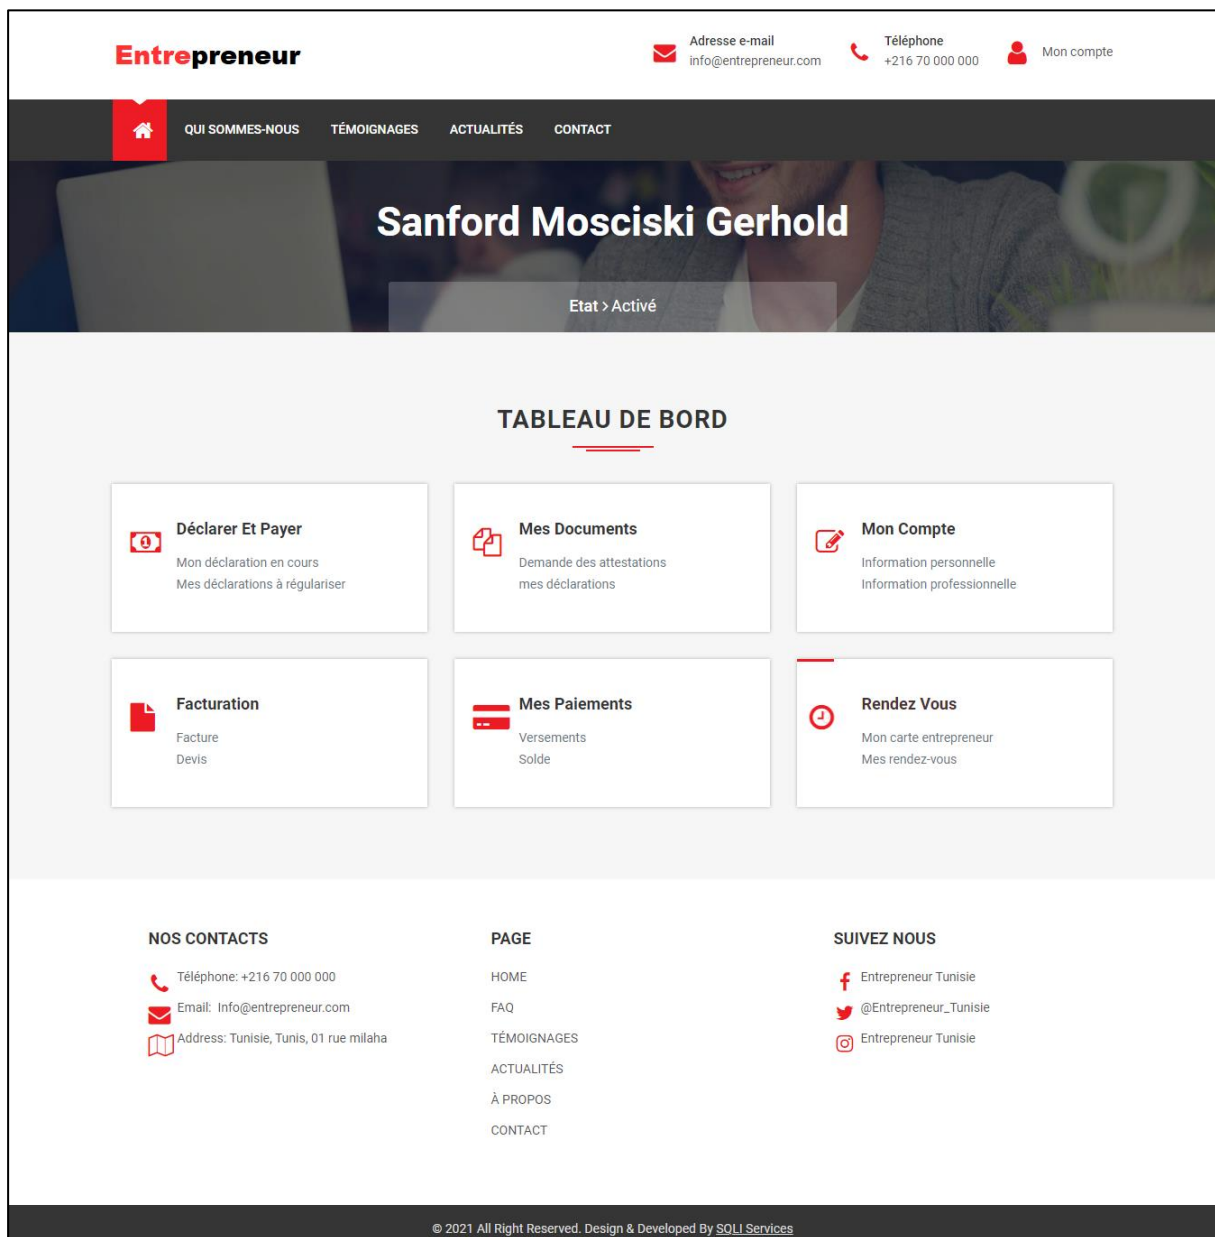 Entrepreneur
Adresse e-mail
info@entrepreneur.com
Téléphone
+216 70 000 000
Mon compte
QUI SOMMES-NOUS TÉMOIGNAGES ACTUALITÉS CONTACT
Sanford Mosciski Gerhold
Etat > Activé
TABLEAU DE BORD
Déclarer Et Payer
Mon déclaration en cours
Mes déclarations à régulariser
Mes Documents
Demande des attestations
mes déclarations
Mon Compte
Information personnelle
Information professionnelle
Facturation
Facture
Devis
Mes Paiements
Versements
Solde
Rendez Vous
Mon carte entrepreneur
Mes rendez-vous
NOS CONTACTS
Téléphone: +216 70 000 000
Email: Info@entrepreneur.com
Address: Tunisie, Tunis, 01 rue milaha
PAGE
HOME
FAQ
TÉMOIGNAGES
ACTUALITÉS
À PROPOS
CONTACT
SUIVEZ NOUS
Entrepreneur Tunisie
@Entrepreneur_Tunisie
Entrepreneur Tunisie
© 2021 All Right Reserved. Design & Developed By SQLI Services